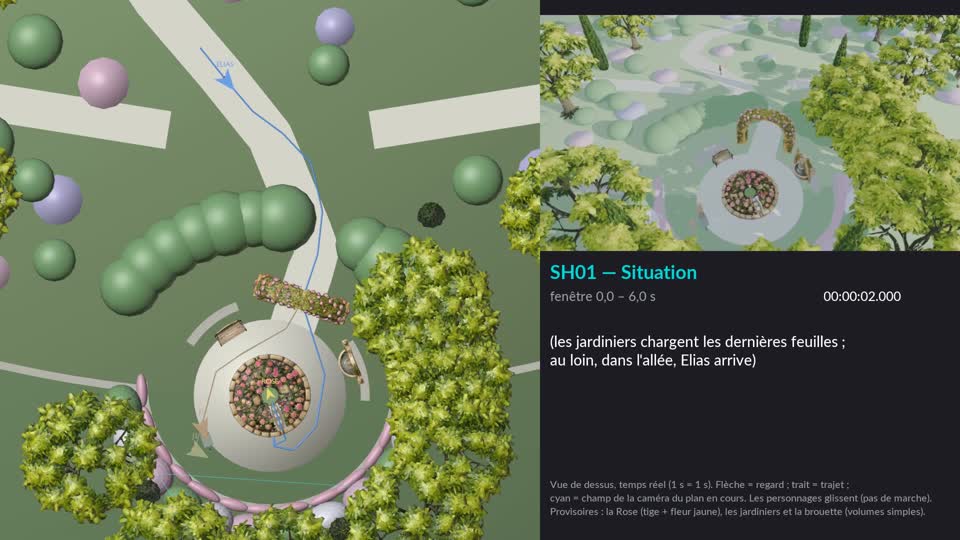 ELIAS
ROSE
SH01 — Situation
fenêtre 0,0 – 6,0 s
00:00:02.000
(les jardiniers chargent les dernières feuilles ;
au loin, dans l'allée, Elias arrive)
Vue de dessus, temps réel (1 s = 1 s). Flèche = regard ; trait = trajet ;
cyan = champ de la caméra du plan en cours. Les personnages glissent (pas de marche).
Provisoires : la Rose (tige + fleur jaune), les jardiniers et la brouette (volumes simples).